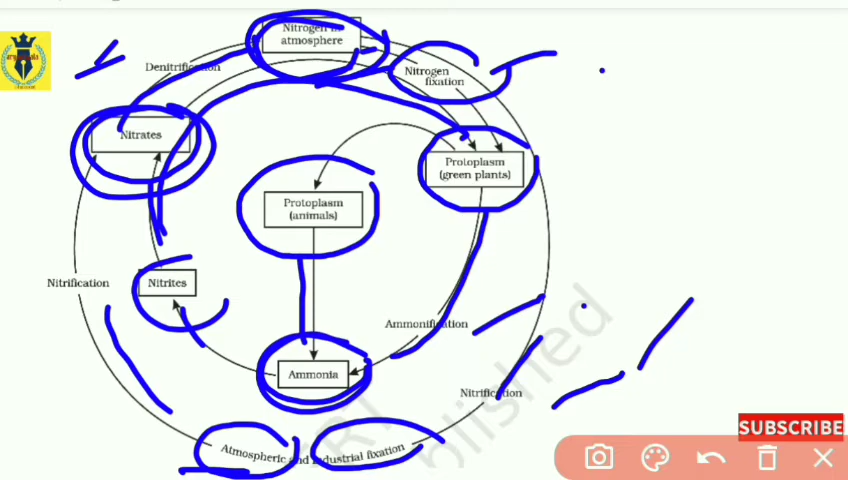 Nitrogen in
atmosphere
Denitrification
Nitrogen
fixation
Nitrates
Protoplasm
(green plants)
Protoplasm
(animals)
Nitrification
Nitrites
Ammonification
Ammonia
Nitrification
Atmospheric and industrial fixation
blished
SUBSCRIBE